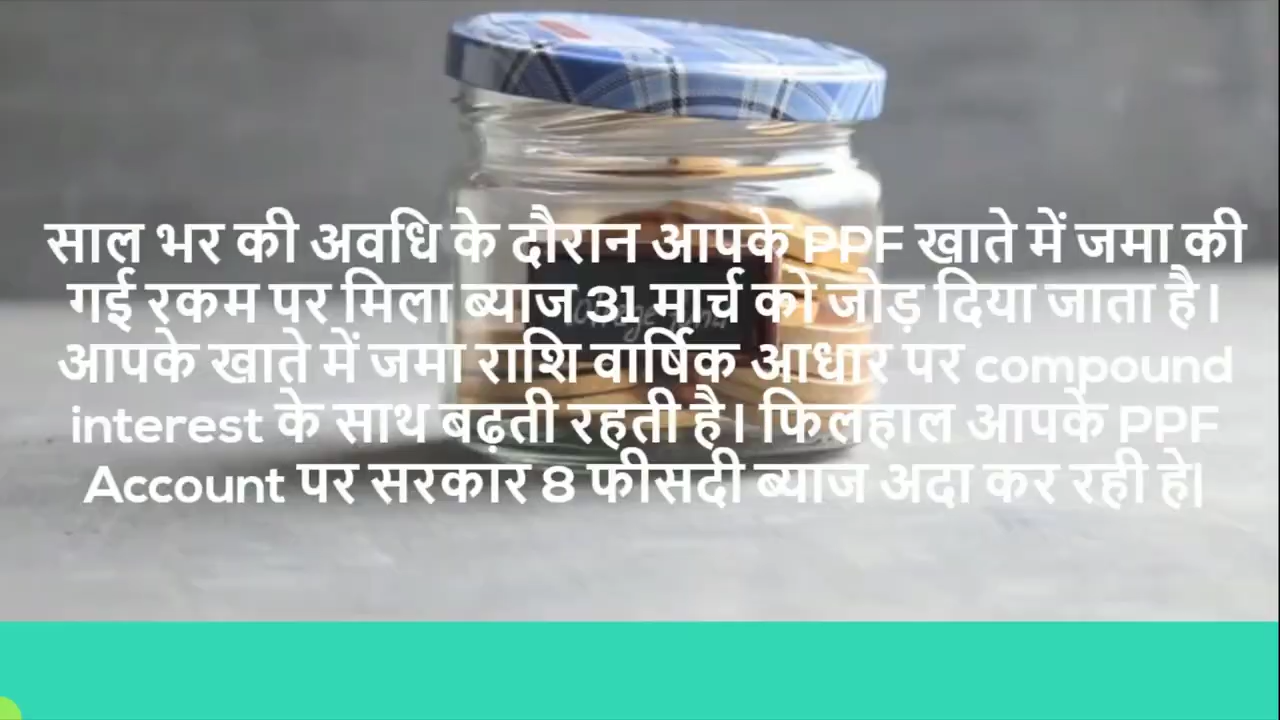 साल भर की अवधि के दौरान आपके PPF खाते में जमा की
गई रकम पर मिला ब्याज 31 मार्च को जोड़ दिया जाता है।
आपके खाते में जमा राशि वार्षिक आधार पर compound
interest के साथ बढ़ती रहती है। फिलहाल आपके PPF
Account पर सरकार 8 फीसदी ब्याज अदा कर रही हे|